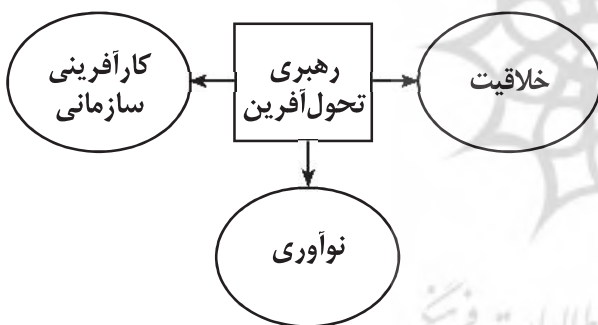 خلاقیت
رهبری
تحول‌آفرین
کارآفرینی
سازمانی
نوآوری